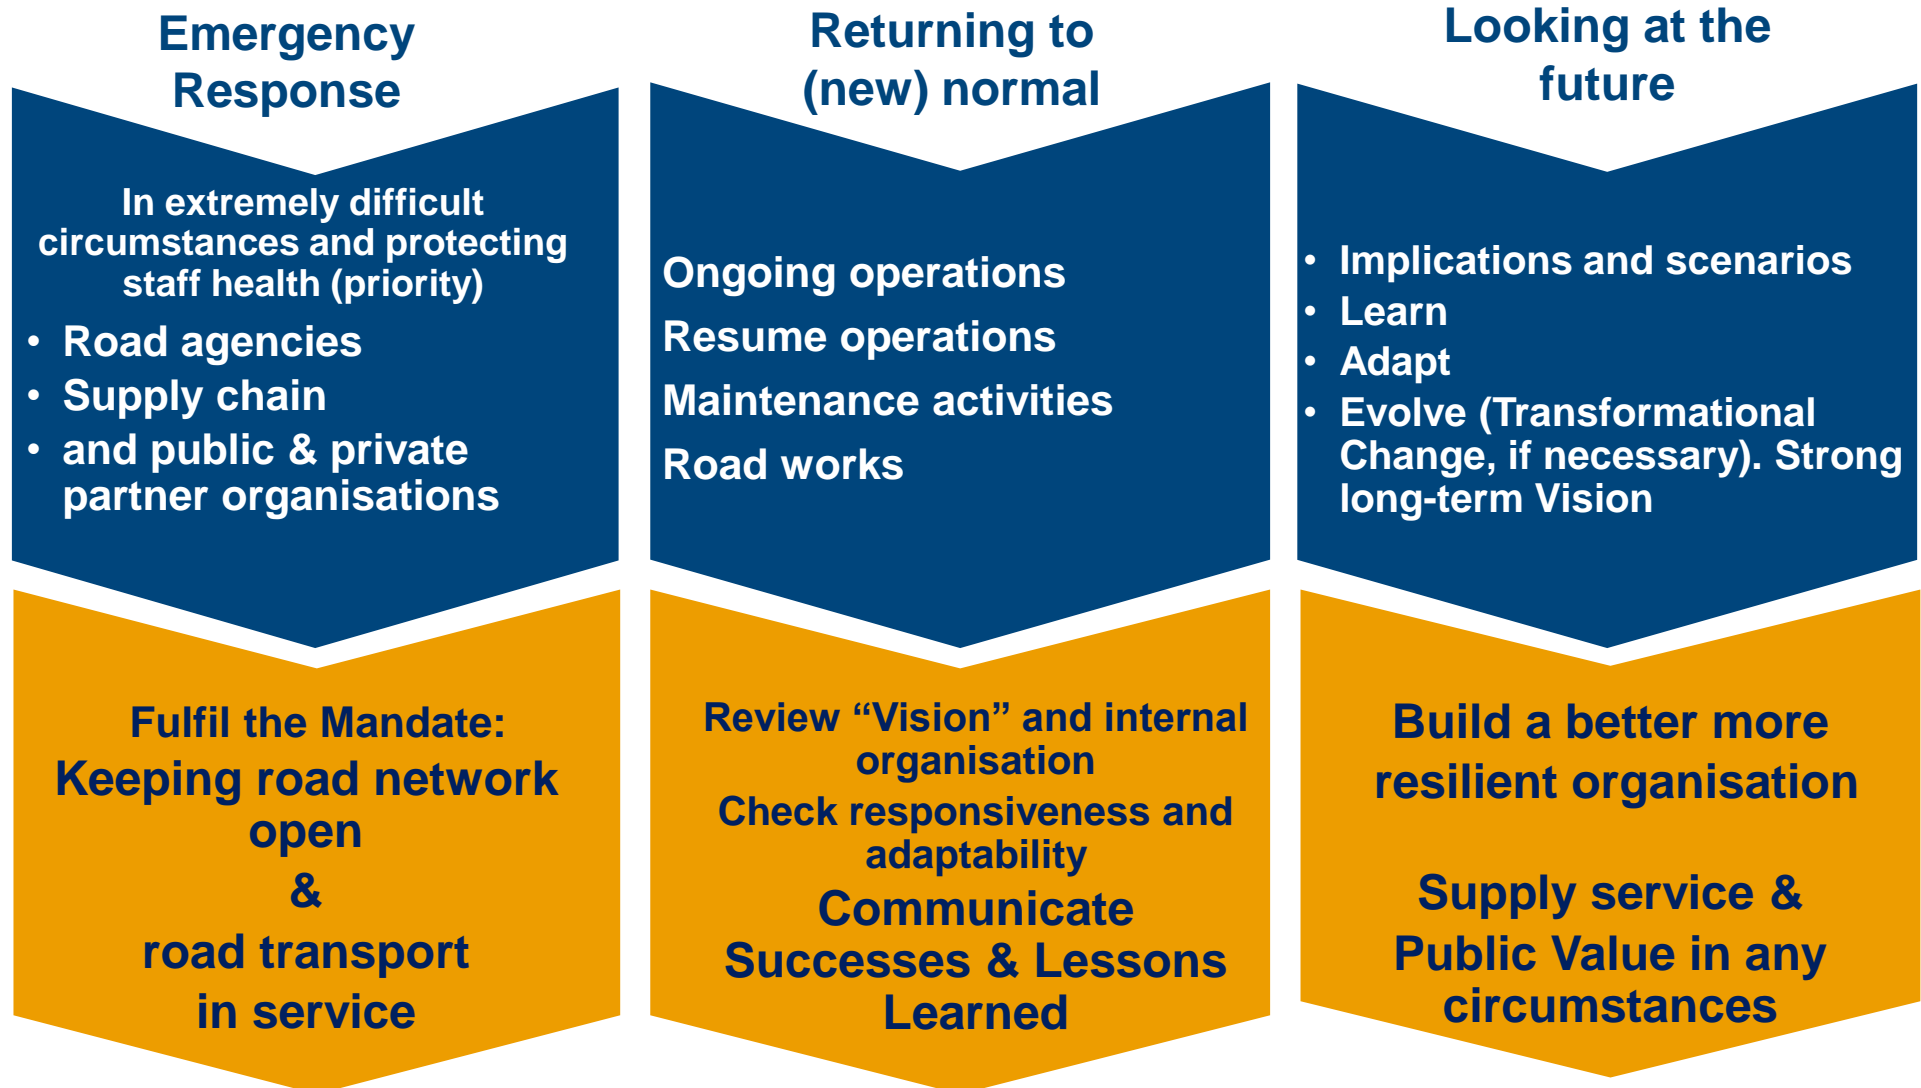 Emergency
Response
In extremely difficult
circumstances and protecting
staff health (priority)
• Road agencies
• Supply chain
• and public & private
partner organisations
Fulfil the Mandate:
Keeping road network
open
&
road transport
in service
Returning to
(new) normal
Ongoing operations
Resume operations
Maintenance activities
Road works
Review “Vision” and internal
organisation
Check responsiveness and
adaptability
Communicate
Successes & Lessons
Learned
Looking at the
future
• Implications and scenarios
• Learn
• Adapt
• Evolve (Transformational
Change, if necessary). Strong
long-term Vision
Build a better more
resilient organisation
Supply service &
Public Value in any
circumstances